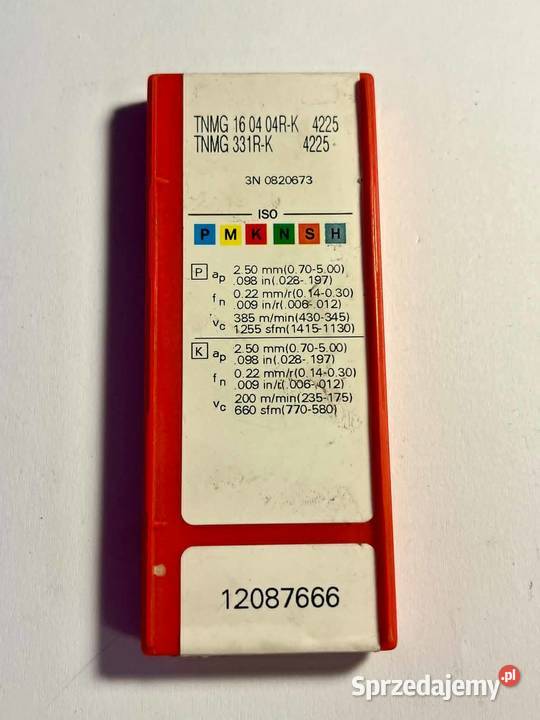 TNMG 16 04 04R-K 4225
TNMG 331R-K 4225
3N 0820673
ISO
P M K N S H
P ap 2.50 mm(0.70-5.00)
.098 in(.028-.197)
fn 0.22 mm/r(0.14-0.30)
.009 in/r(.006-.012)
vc 385 m/min(430-345)
1255 sfm(1415-1130)
K ap 2.50 mm(0.70-5.00)
.098 in(.028-.197)
fn 0.22 mm/r(0.14-0.30)
.009 in/r(.006-.012)
vc 200 m/min(235-175)
660 sfm(770-580)
12087666
Sprzedajemy.pl